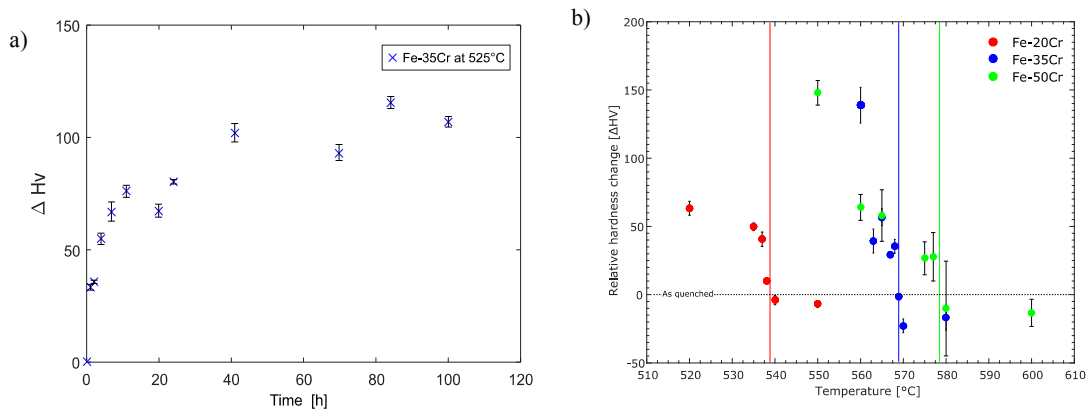 a)
150
100
50
0
Δ Hv
Fe-35Cr at 525°C
0 20 40 60 80 100 120
Time [h]
b)
200
150
100
50
0
-50
Relative hardness change [ΔHV]
Fe-20Cr
Fe-35Cr
Fe-50Cr
As quenched
510 520 530 540 550 560 570 580 590 600 610
Temperature [°C]